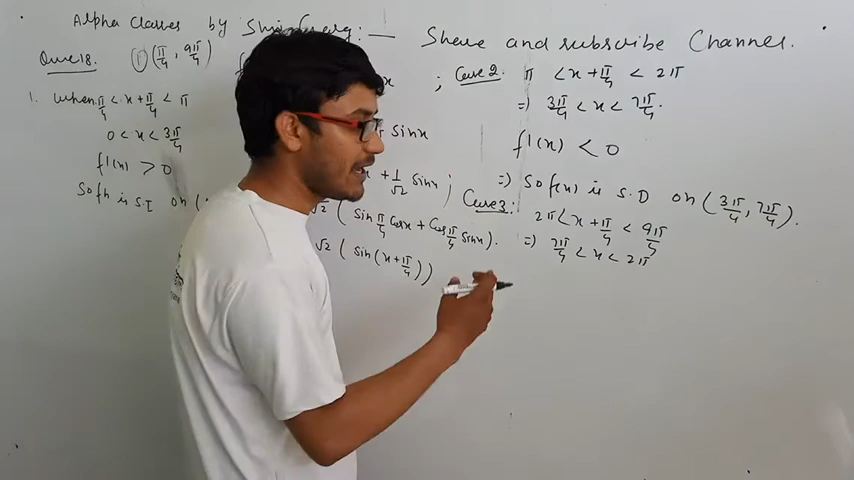 Alpha Classes by
Share and subscribe Channel.
Que 18.
① (π/4, 9π/4)
1. When π/4 < x + π/4 < π
0 < x < 3π/4
f'(x) > 0
So fn is S.I on (
sinx
x + 1/√2 sinx
√2 ( sin π/4 cosx + cos π/4 sinx).
√2 ( sin(x + π/4))
; Case 2. π < x + π/4 < 2π
⇒ 3π/4 < x < 7π/4.
f'(x) < 0
⇒ So f(x) is S.D on (3π/4, 7π/4).
; Case 3:
2π < x + π/4 < 9π/4
⇒ 7π/4 < x < 2π